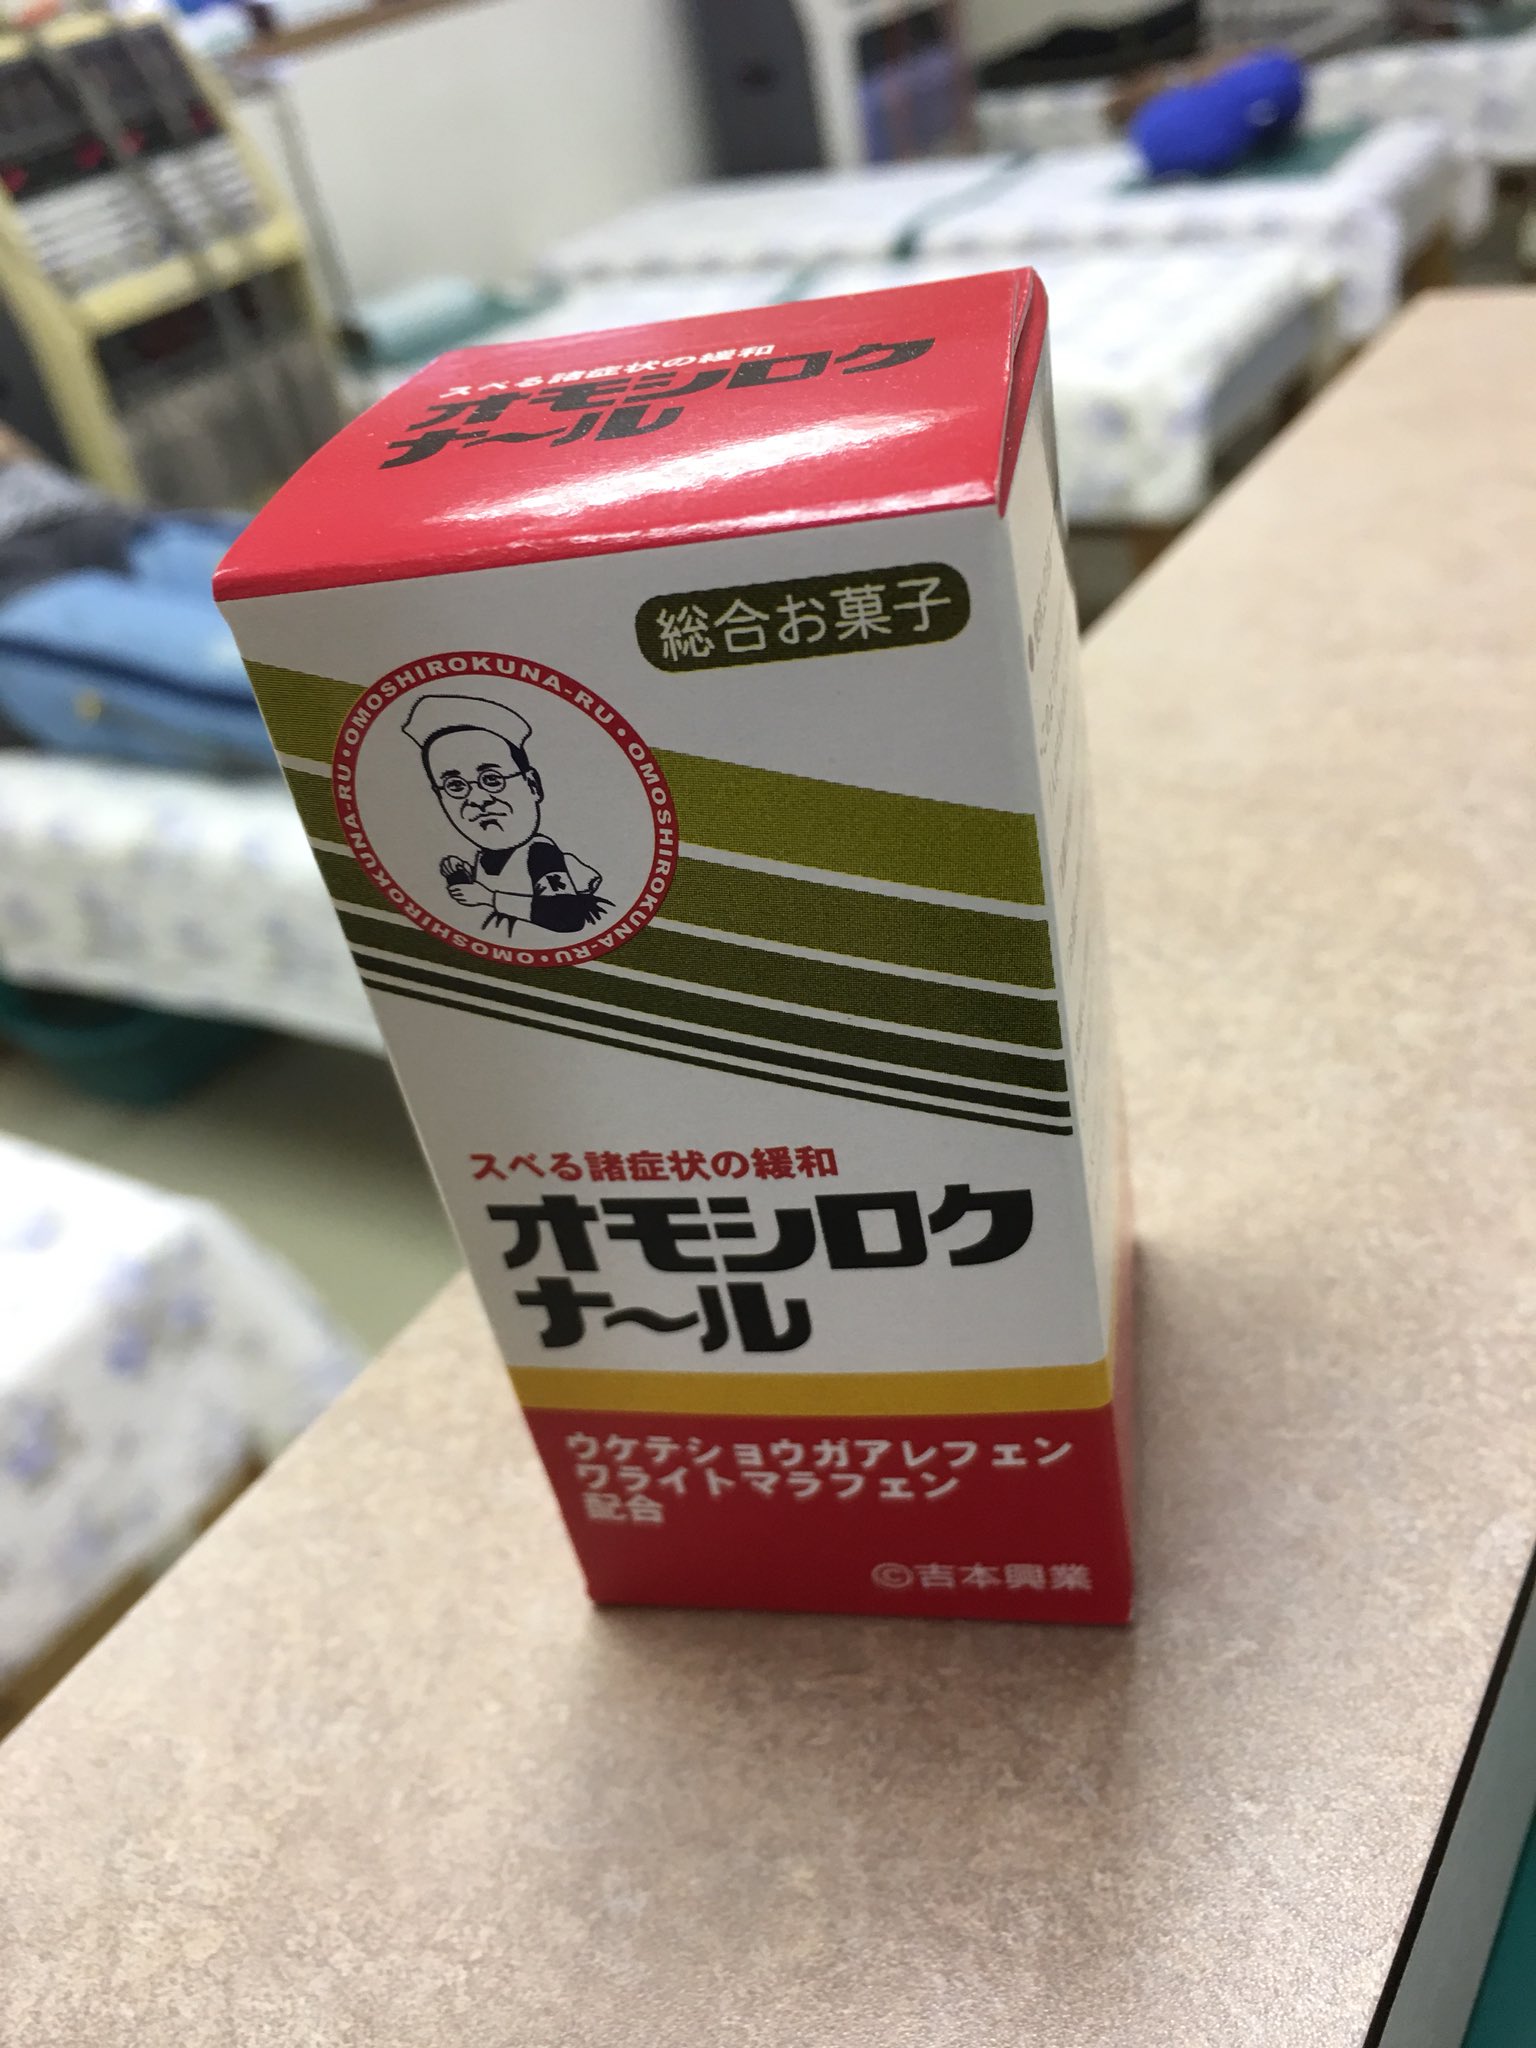 スベる諸症状の緩和
オモシロク
ナ〜ル
総合お菓子
OMOSHIROKUNA-RU・OMOSHIROKUNA-RU・OMOSHIROKUNA-RU・
スベる諸症状の緩和
オモシロク
ナ〜ル
ウケテショウガアレフェン
ワライトマラフェン
配合
©吉本興業